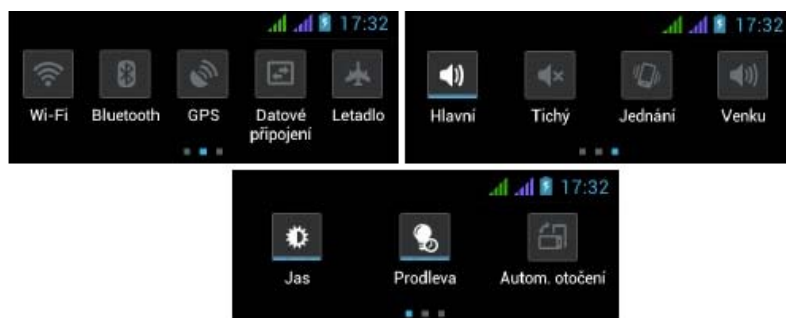 17:32
Wi-Fi Bluetooth GPS Datové připojení Letadlo
17:32
Hlavní Tichý Jednání Venku
17:32
Jas Prodleva Autom. otočení